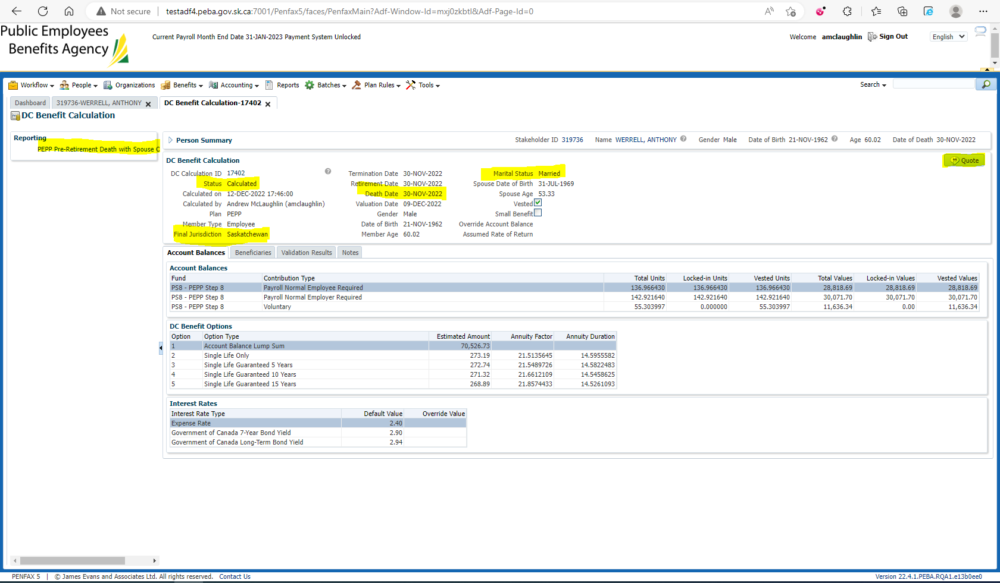 Not secure | testadf4.peba.gov.sk.ca:7001/Penfax5/faces/PenfaxMain?Adf-Window-Id=mxj0zkbtl&Adf-Page-Id=0
Public Employees
Benefits Agency
Current Payroll Month End Date 31-JAN-2023 Payment System Unlocked
Welcome amclaughlin Sign Out English
Workflow People Organizations Benefits Accounting Reports Batches Plan Rules Tools Search
Dashboard 319736-WERRELL, ANTHONY DC Benefit Calculation-17402
DC Benefit Calculation
Reporting
PEPP Pre-Retirement Death with Spouse C
Person Summary Stakeholder ID 319736 Name WERRELL, ANTHONY Gender Male Date of Birth 21-NOV-1962 Age 60.02 Date of Death 30-NOV-2022
DC Benefit Calculation Quote
DC Calculation ID 17402 Termination Date 30-NOV-2022 Marital Status Married
Status Calculated Retirement Date 30-NOV-2022 Spouse Date of Birth 31-JUL-1969
Calculated on 12-DEC-2022 17:46:00 Death Date 30-NOV-2022 Spouse Age 53.33
Calculated by Andrew McLaughlin (amclaughlin) Valuation Date 09-DEC-2022 Vested
Plan PEPP Gender Male Small Benefit
Member Type Employee Date of Birth 21-NOV-1962 Override Account Balance
Final Jurisdiction Saskatchewan Member Age 60.02 Assumed Rate of Return
Account Balances Beneficiaries Validation Results Notes
Account Balances
Fund Contribution Type Total Units Locked-in Units Vested Units Total Values Locked-in Values Vested Values
PS8 - PEPP Step 8 Payroll Normal Employee Required 136.966430 136.966430 136.966430 28,818.69 28,818.69 28,818.69
PS8 - PEPP Step 8 Payroll Normal Employer Required 142.921640 142.921640 142.921640 30,071.70 30,071.70 30,071.70
PS8 - PEPP Step 8 Voluntary 55.303997 0.000000 55.303997 11,636.34 0.00 11,636.34
DC Benefit Options
Option Option Type Estimated Amount Annuity Factor Annuity Duration
1 Account Balance Lump Sum 70,526.73
2 Single Life Only 273.19 21.5135645 14.5955582
3 Single Life Guaranteed 5 Years 272.74 21.5489726 14.5822483
4 Single Life Guaranteed 10 Years 271.32 21.6612109 14.5458625
5 Single Life Guaranteed 15 Years 268.89 21.8574433 14.5261093
Interest Rates
Interest Rate Type Default Value Override Value
Expense Rate 2.40
Government of Canada 7-Year Bond Yield 2.90
Government of Canada Long-Term Bond Yield 2.94
PENFAX 5 | © James Evans and Associates Ltd. All rights reserved. Contact Us Version 22.4.1.PEBA.RQA1.e13b0ee0